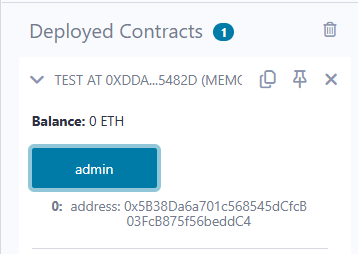 Deployed Contracts 1
TEST AT 0XDDA...5482D (MEMO
Balance: 0 ETH
admin
0: address: 0x5B38Da6a701c568545dCfcB
03FcB875f56beddC4